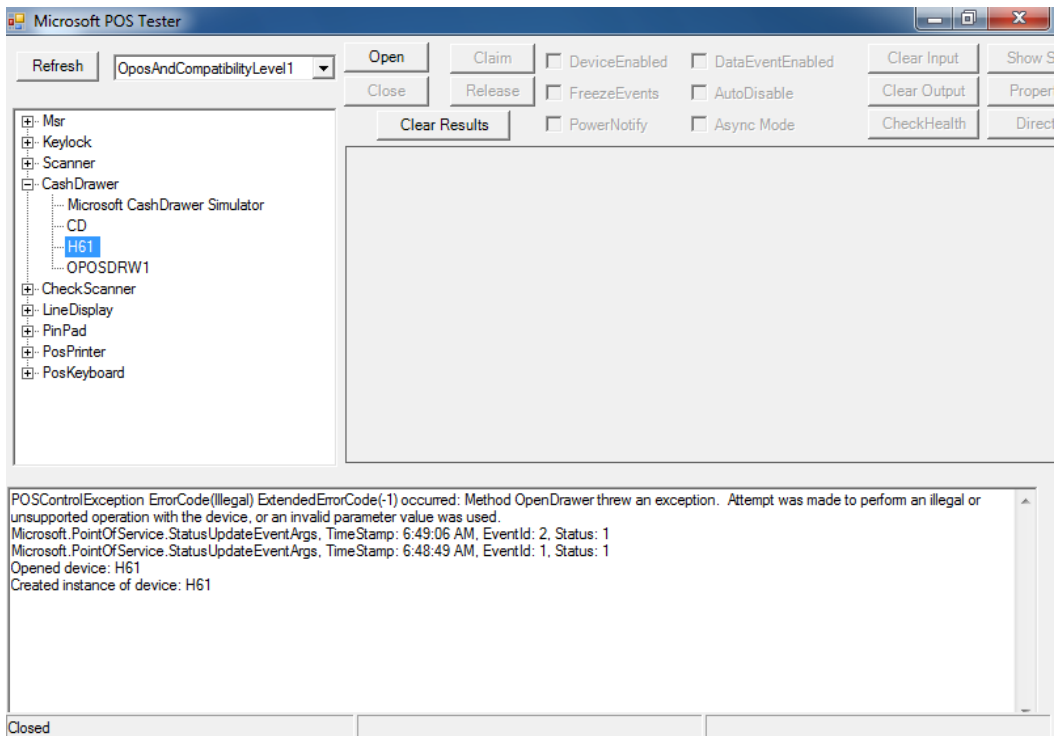 Microsoft POS Tester
Refresh
OposAndCompatibilityLevel1
Open
Claim
DeviceEnabled
DataEventEnabled
Clear Input
Show S
Close
Release
FreezeEvents
AutoDisable
Clear Output
Proper
Clear Results
PowerNotify
Async Mode
CheckHealth
Direct
Msr
Keylock
Scanner
CashDrawer
Microsoft CashDrawer Simulator
CD
H61
OPOSDRW1
CheckScanner
LineDisplay
PinPad
PosPrinter
PosKeyboard
POSControlException ErrorCode(Illegal) ExtendedErrorCode(-1) occurred: Method OpenDrawer threw an exception.  Attempt was made to perform an illegal or
unsupported operation with the device, or an invalid parameter value was used.
Microsoft.PointOfService.StatusUpdateEventArgs, TimeStamp: 6:49:06 AM, EventId: 2, Status: 1
Microsoft.PointOfService.StatusUpdateEventArgs, TimeStamp: 6:48:49 AM, EventId: 1, Status: 1
Opened device: H61
Created instance of device: H61
Closed